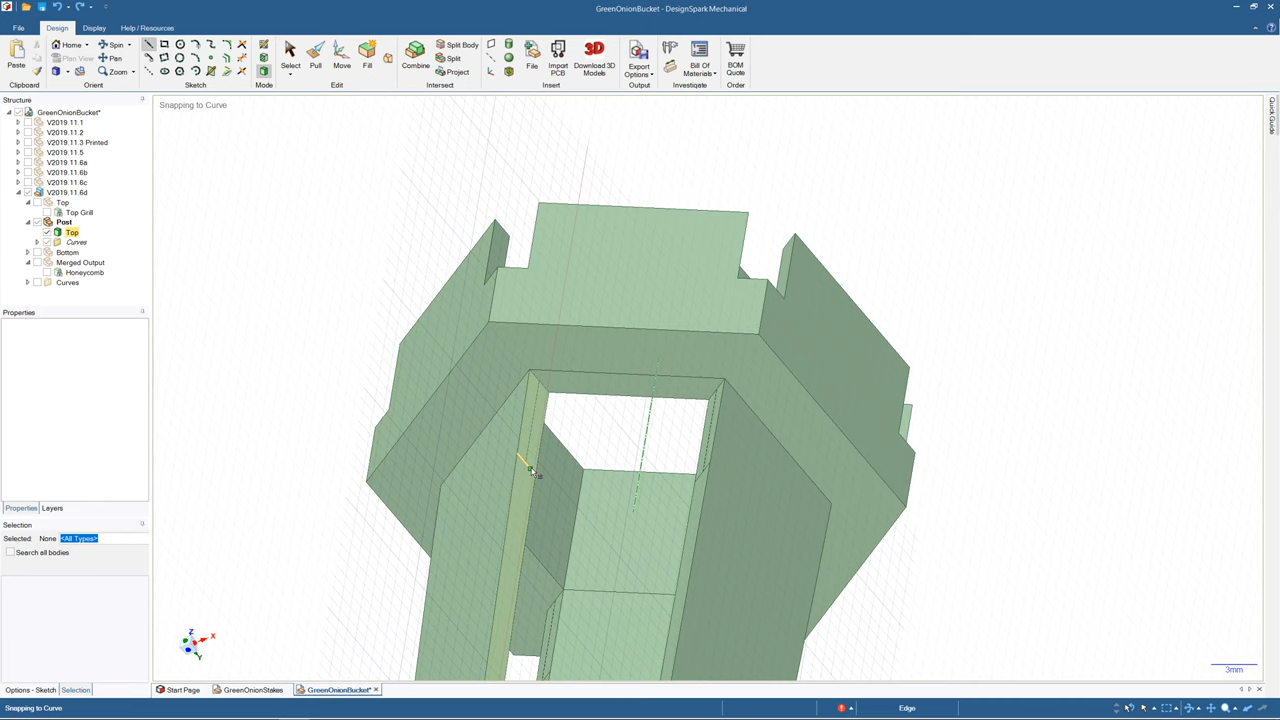 GreenOnionBucket* - DesignSpark Mechanical
File
Design
Display
Help / Resources
Paste
Clipboard
Home
Spin
Plan View
Pan
Zoom
Orient
Sketch
Mode
Select
Pull
Move
Fill
Edit
Combine
Split Body
Split
Project
Intersect
File
Import PCB
Download 3D Models
Insert
Export Options
Output
Bill Of Materials
Investigate
BOM Quote
Order
Structure
GreenOnionBucket*
V2019.11.1
V2019.11.2
V2019.11.3 Printed
V2019.11.5
V2019.11.6a
V2019.11.6b
V2019.11.6c
V2019.11.6d
Top
Top Grill
Post
Top
Curves
Bottom
Merged Output
Honeycomb
Curves
Properties
Properties
Layers
Selection
Selected: None <All Types>
Search all bodies
Options - Sketch
Selection
Snapping to Curve
Quick Guide
Z
X
Y
3mm
Start Page
GreenOnionStakes
GreenOnionBucket*
Snapping to Curve
Edge